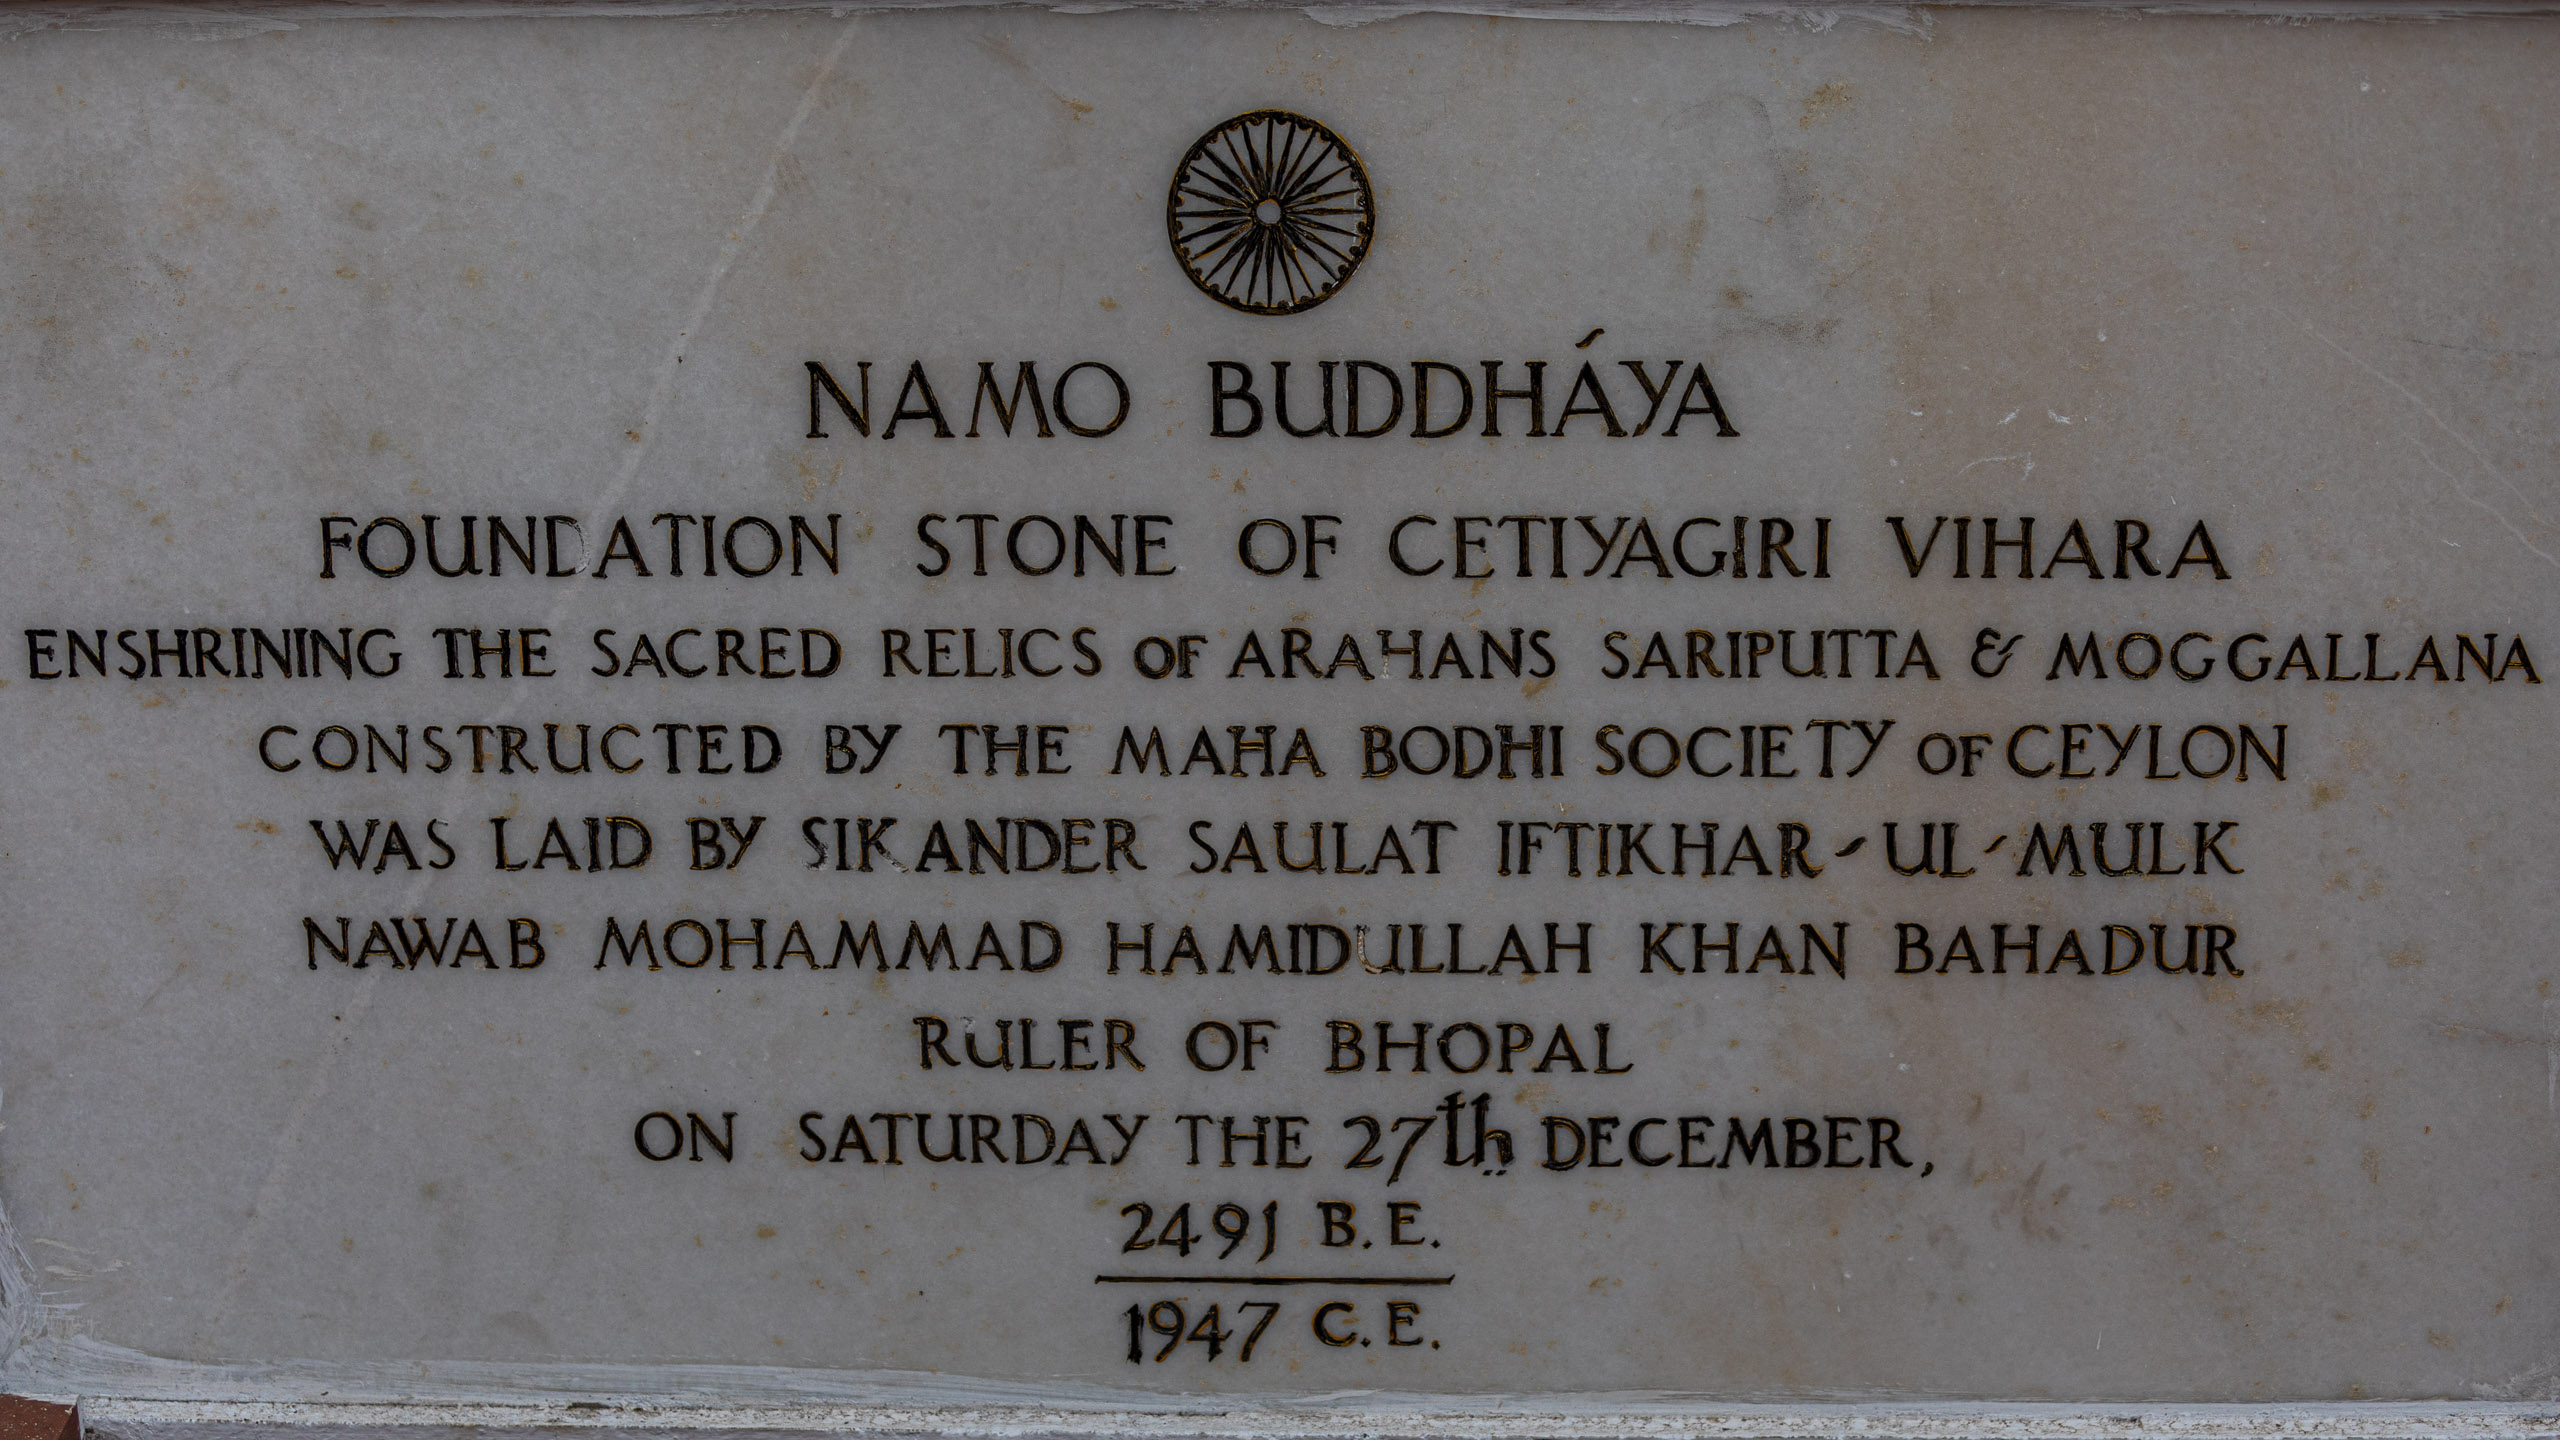 NAMO BUDDHÁYA
FOUNDATION STONE OF CETIYAGIRI VIHARA
ENSHRINING THE SACRED RELICS OF ARAHANS SARIPUTTA & MOGGALLANA
CONSTRUCTED BY THE MAHA BODHI SOCIETY OF CEYLON
WAS LAID BY SIKANDER SAULAT IFTIKHAR-UL-MULK
NAWAB MOHAMMAD HAMIDULLAH KHAN BAHADUR
RULER OF BHOPAL
ON SATURDAY THE 27th DECEMBER,
2491 B.E.
1947 C.E.